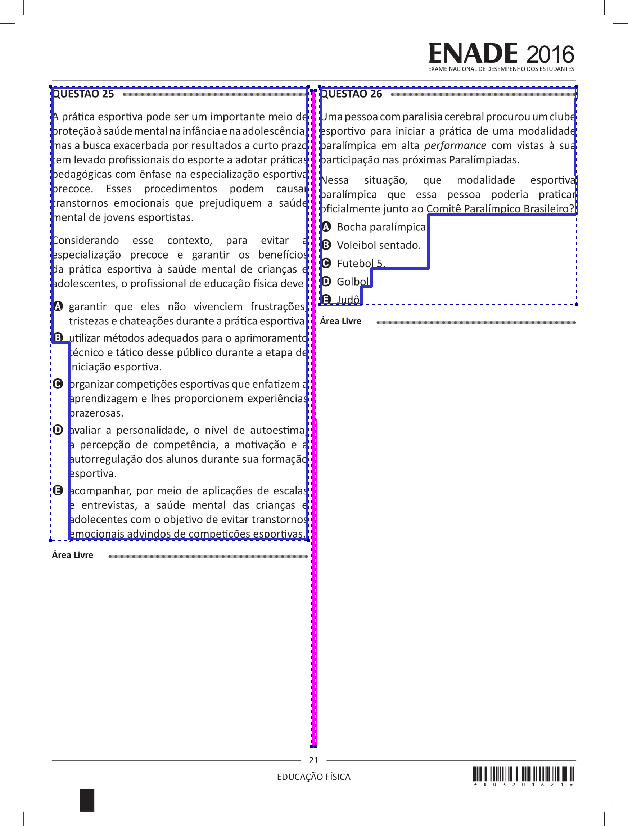 ENADE 2016
EXAME NACIONAL DE DESEMPENHO DOS ESTUDANTES
QUESTÃO 25
A prática esportiva pode ser um importante meio de
proteção à saúde mental na infância e na adolescência,
mas a busca exacerbada por resultados a curto prazo
tem levado profissionais do esporte a adotar práticas
pedagógicas com ênfase na especialização esportiva
precoce. Esses procedimentos podem causar
transtornos emocionais que prejudiquem a saúde
mental de jovens esportistas.
Considerando esse contexto, para evitar a
especialização precoce e garantir os benefícios
da prática esportiva à saúde mental de crianças e
adolescentes, o profissional de educação física deve
A garantir que eles não vivenciem frustrações,
tristezas e chateações durante a prática esportiva.
B utilizar métodos adequados para o aprimoramento
técnico e tático desse público durante a etapa de
iniciação esportiva.
C organizar competições esportivas que enfatizem a
aprendizagem e lhes proporcionem experiências
prazerosas.
D avaliar a personalidade, o nível de autoestima,
a percepção de competência, a motivação e a
autorregulação dos alunos durante sua formação
esportiva.
E acompanhar, por meio de aplicações de escalas
e entrevistas, a saúde mental das crianças e
adolecentes com o objetivo de evitar transtornos
emocionais advindos de competições esportivas.
Área Livre
QUESTÃO 26
Uma pessoa com paralisia cerebral procurou um clube
esportivo para iniciar a prática de uma modalidade
paralímpica em alta performance com vistas à sua
participação nas próximas Paralimpíadas.
Nessa situação, que modalidade esportiva
paralímpica que essa pessoa poderia praticar
oficialmente junto ao Comitê Paralímpico Brasileiro?
A Bocha paralímpica.
B Voleibol sentado.
C Futebol 5.
D Golbol.
E Judô.
Área Livre
21
EDUCAÇÃO FÍSICA